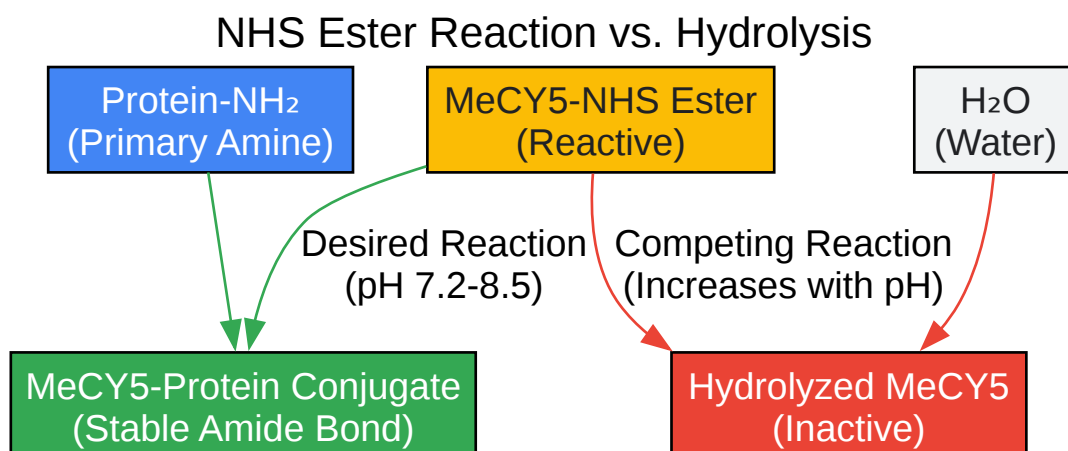 NHS Ester Reaction vs. Hydrolysis
Protein-NH₂
(Primary Amine)
MeCY5-NHS Ester
(Reactive)
H₂O
(Water)
Desired Reaction
(pH 7.2-8.5)
Competing Reaction
(Increases with pH)
MeCY5-Protein Conjugate
(Stable Amide Bond)
Hydrolyzed MeCY5
(Inactive)